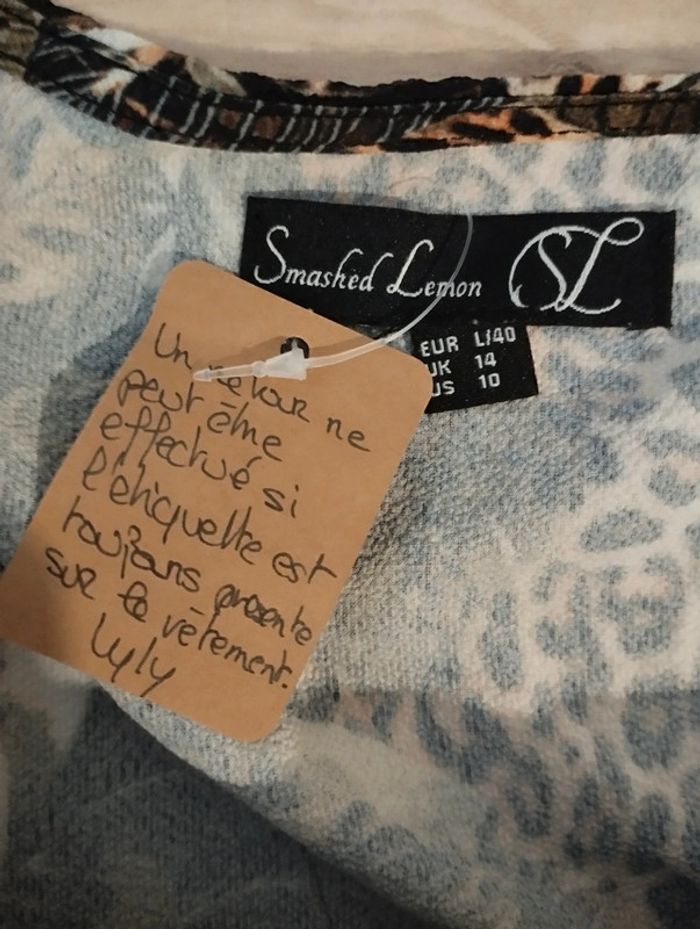 Smashed Lemon SL
EUR L/40
UK 14
US 10
Un retour ne
peut être
effectué si
l'étiquette est
toujours présente
sur le vêtement.
Lyly